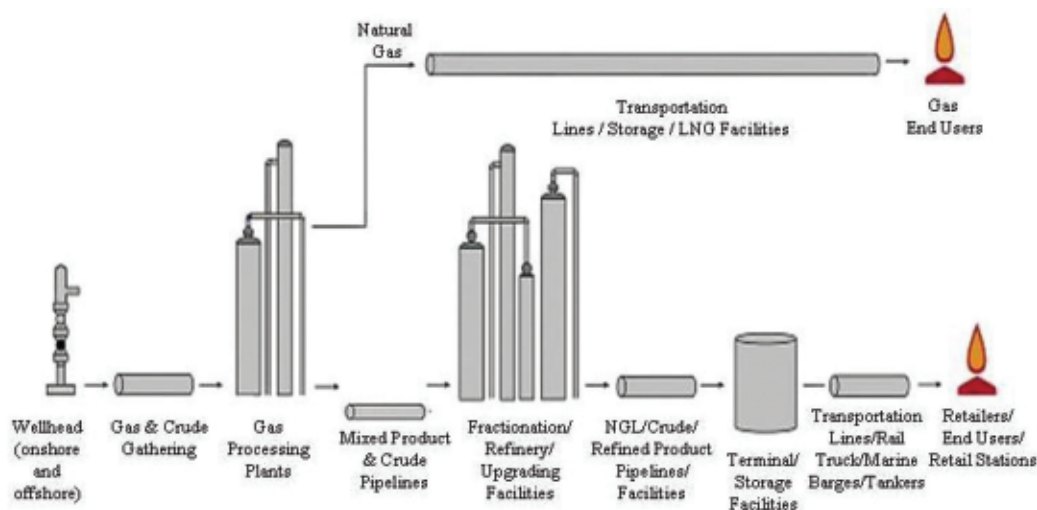 Natural
Gas
Transportation
Lines / Storage / LNG Facilities
Gas
End Users
Wellhead
(onshore
and
offshore)
Gas & Crude
Gathering
Gas
Processing
Plants
Mixed Product
& Crude
Pipelines
Fractionation/
Refinery/
Upgrading
Facilities
NGL/Crude/
Refined Product
Pipelines/
Facilities
Terminal/
Storage
Facilities
Transportation
Lines/Rail
Truck/Marine
Barges/Tankers
Retailers/
End Users/
Retail Stations